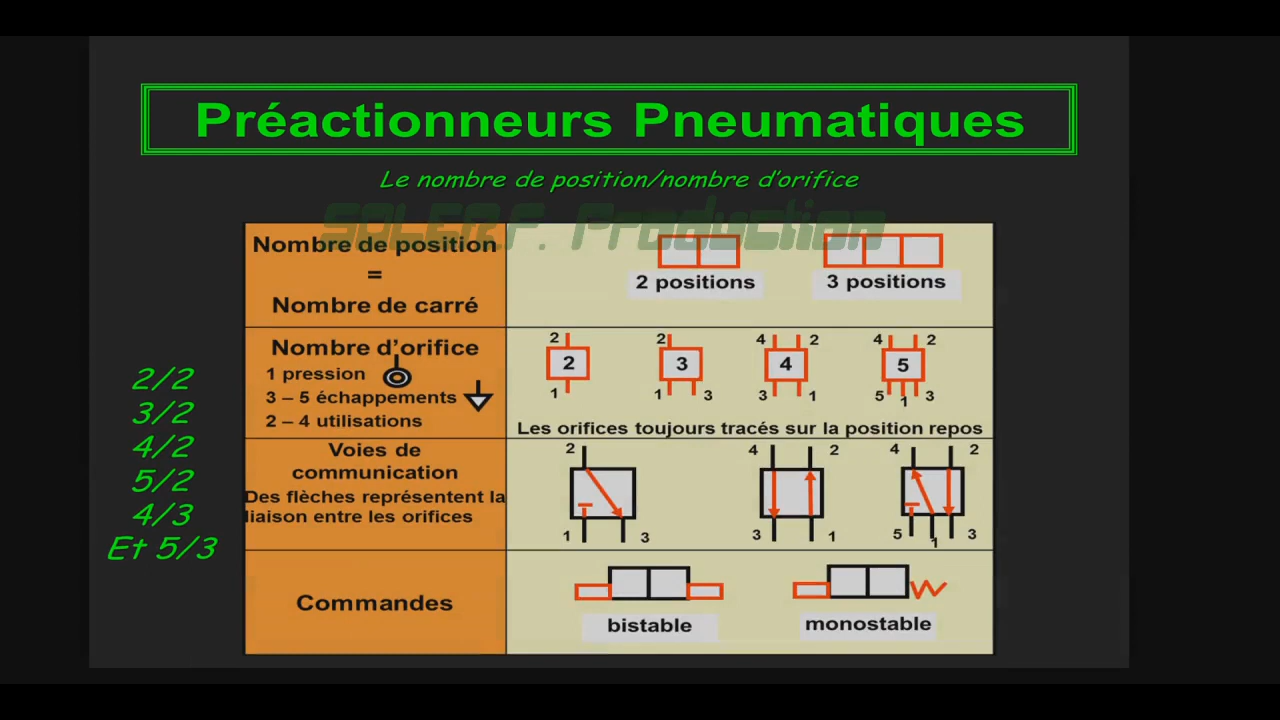 Préactionneurs Pneumatiques
Le nombre de position/nombre d'orifice
SOLER.F. Production
Nombre de position
=
Nombre de carré
2 positions
3 positions
Nombre d'orifice
1 pression
3 – 5 échappements
2 – 4 utilisations
2
2
1
2
3
1 3
4 2
4
3 1
4 2
5
5 1 3
Les orifices toujours tracés sur la position repos
2/2
3/2
4/2
5/2
4/3
Et 5/3
Voies de
communication
Des flèches représentent la
liaison entre les orifices
2
1 3
4 2
3 1
4 2
5 1 3
Commandes
bistable
monostable